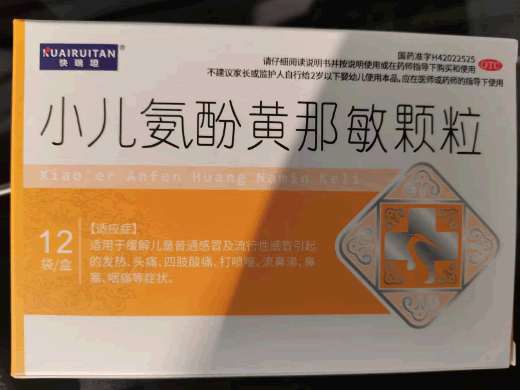 KUAIRUITAN
快瑞坦
国药准字H42022525
请仔细阅读说明书并按说明使用或在药师指导下购买和使用
OTC
不建议家长或监护人自行给2岁以下婴幼儿使用本品,应在医师或药师的指导下使用
小儿氨酚黄那敏颗粒
Xiao'er Anfen Huang Namin Keli
12
袋/盒
【适应症】
适用于缓解儿童普通感冒及流行性感冒引起
的发热、头痛、四肢酸痛、打喷嚏、流鼻涕、鼻
塞、咽痛等症状。